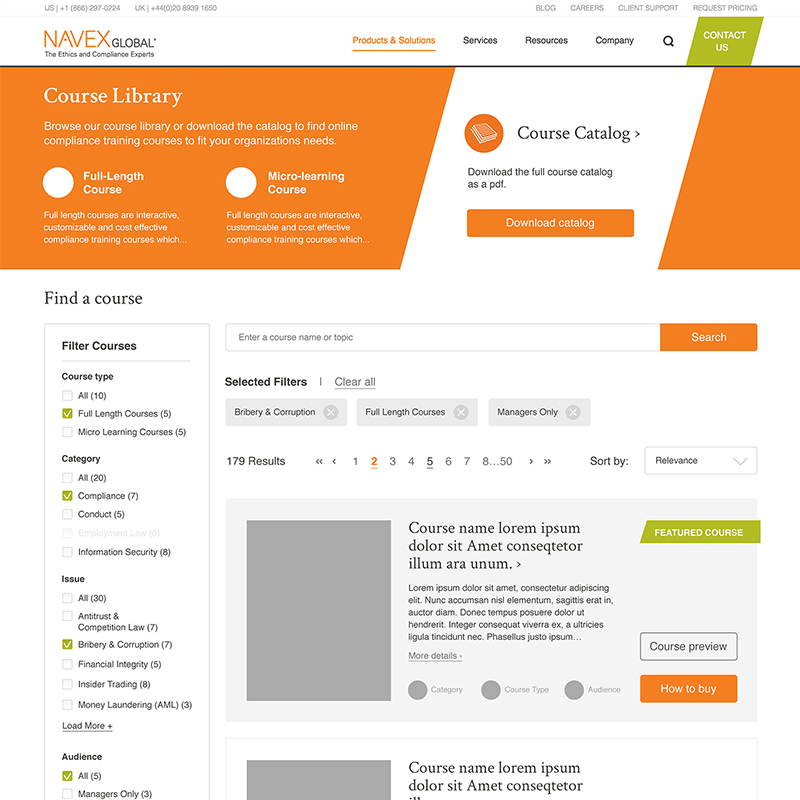 US | +1 (866) 297-0224 UK | +44(0)20 8939 1650
BLOG CAREERS CLIENT SUPPORT REQUEST PRICING
NAVEX GLOBAL®
The Ethics and Compliance Experts
Products & Solutions Services Resources Company
CONTACT
US
Course Library
Browse our course library or download the catalog to find online
compliance training courses to fit your organizations needs.
Full-Length
Course
Full length courses are interactive,
customizable and cost effective
compliance training courses which...
Micro-learning
Course
Full length courses are interactive,
customizable and cost effective
compliance training courses which...
Course Catalog ›
Download the full course catalog
as a pdf.
Download catalog
Find a course
Filter Courses
Course type
All (10)
Full Length Courses (5)
Micro Learning Courses (5)
Category
All (20)
Compliance (7)
Conduct (5)
Employment Law (0)
Information Security (8)
Issue
All (30)
Antitrust &
Competition Law (7)
Bribery & Corruption (7)
Financial Integrity (5)
Insider Trading (8)
Money Laundering (AML) (3)
Load More +
Audience
All (5)
Managers Only (3)
Enter a course name or topic
Search
Selected Filters | Clear all
Bribery & Corruption Full Length Courses Managers Only
179 Results ‹‹ ‹ 1 2 3 4 5 6 7 8...50 › ›› Sort by: Relevance
Course name lorem ipsum
dolor sit Amet conseqtetor
illum ara unum. ›
FEATURED COURSE
Lorem ipsum dolor sit amet, consectetur adipiscing
elit. Nunc accumsan nisl elementum, sagittis erat in,
auctor diam. Donec tempus posuere dolor ut
hendrerit. Integer consequat viverra ex, a ultricies
ligula tincidunt nec. Phasellus justo ipsum...
More details ›
Category Course Type Audience
Course preview
How to buy
Course name lorem ipsum
dolor sit Amet conseqtetor